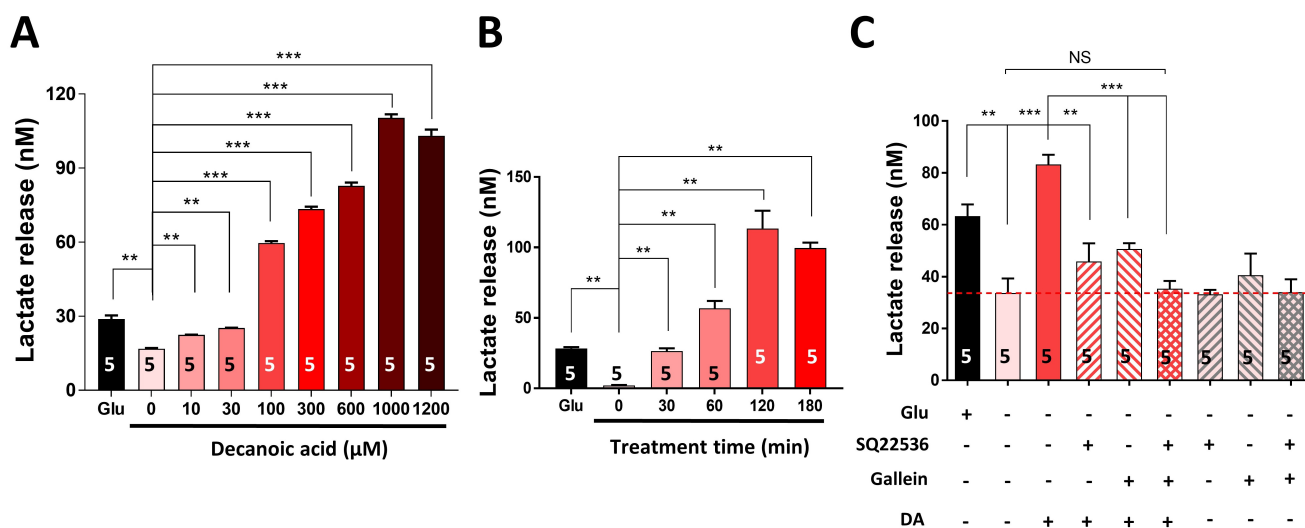 A
Lactate release (nM)
120
90
60
30
0
***
***
***
***
***
**
**
**
5 5 5 5 5 5 5 5 5
Glu 0 10 30 100 300 600 1000 1200
Decanoic acid (µM)
B
Lactate release (nM)
150
100
50
0
**
**
**
**
**
5 5 5 5 5 5
Glu 0 30 60 120 180
Treatment time (min)
C
Lactate release (nM)
100
80
60
40
20
0
NS
***
** *** **
5 5 5 5 5 5 5 5 5
Glu + - - - - - - - -
SQ22536 - - - + - + + - +
Gallein - - - - + + - + +
DA - - + + + + - - -